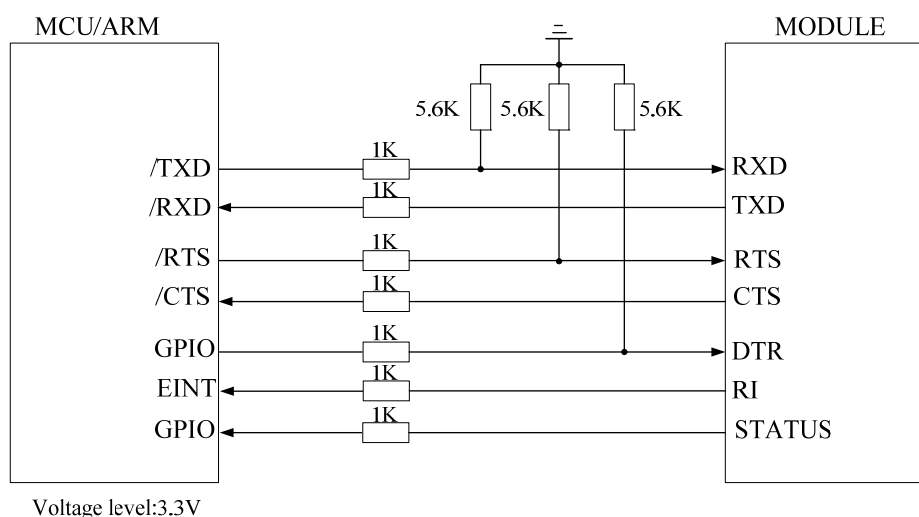 MCU/ARM
MODULE
5.6K 5.6K 5.6K
/TXD 1K RXD
/RXD 1K TXD
/RTS 1K RTS
/CTS 1K CTS
GPIO 1K DTR
EINT 1K RI
GPIO 1K STATUS
Voltage level:3.3V